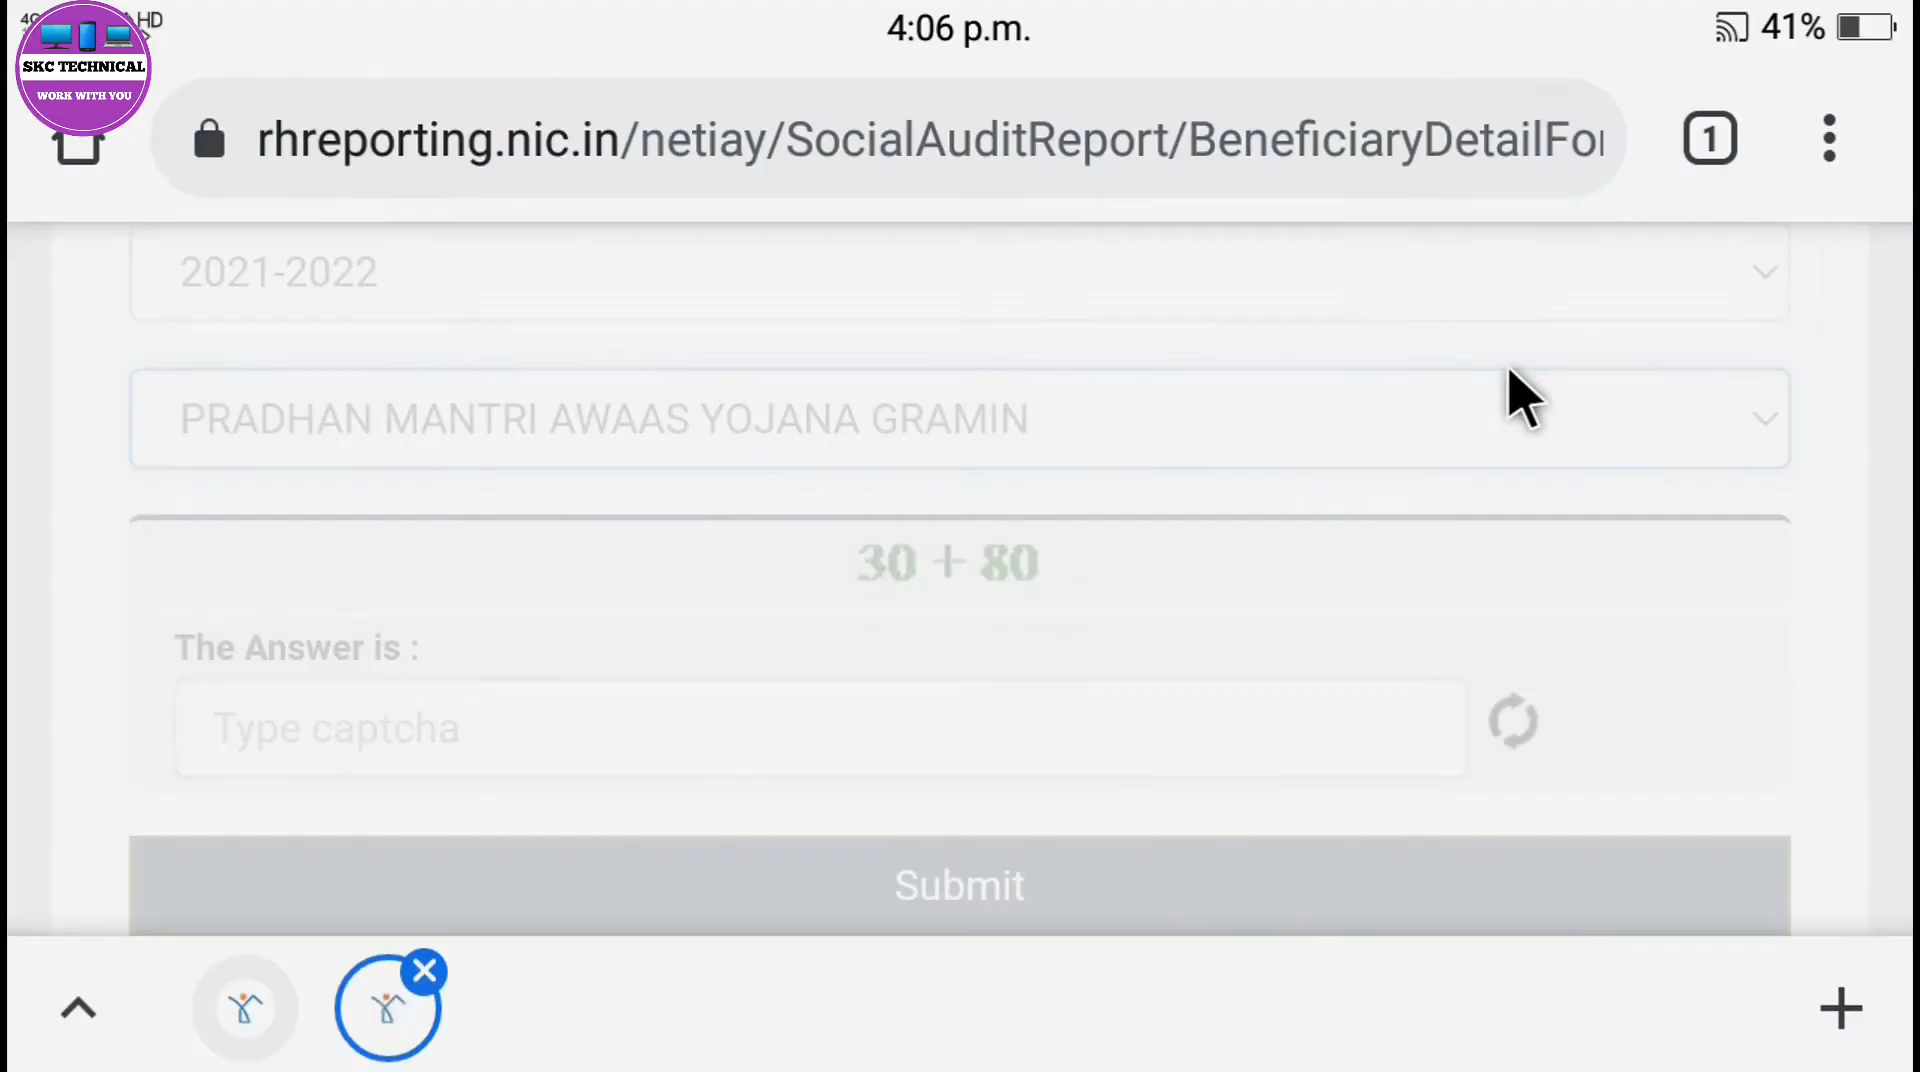 HD
4:06 p.m.
41%
SKC TECHNICAL
WORK WITH YOU
rhreporting.nic.in/netiay/SocialAuditReport/BeneficiaryDetailFor
1
2021-2022
PRADHAN MANTRI AWAAS YOJANA GRAMIN
30 + 80
The Answer is :
Type captcha
Submit